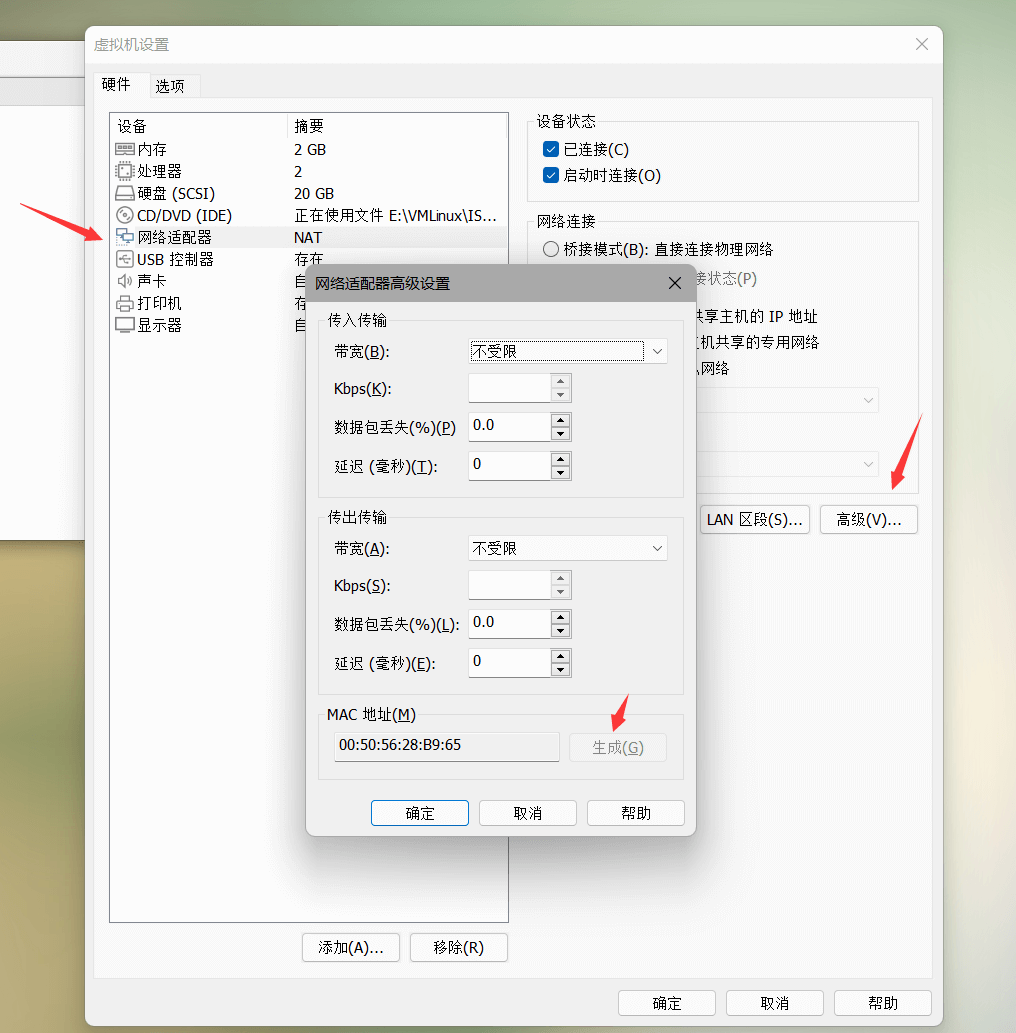 虚拟机设置
硬件 选项
设备 摘要
内存 2 GB
处理器 2
硬盘 (SCSI) 20 GB
CD/DVD (IDE) 正在使用文件 E:\VMLinux\IS...
网络适配器 NAT
USB 控制器 存在
声卡 自
打印机 存
显示器 自
添加(A)... 移除(R)
设备状态
已连接(C)
启动时连接(O)
网络连接
桥接模式(B): 直接连接物理网络
接状态(P)
共享主机的 IP 地址
机共享的专用网络
网络
LAN 区段(S)... 高级(V)...
网络适配器高级设置
传入传输
带宽(B): 不受限
Kbps(K):
数据包丢失(%)(P) 0.0
延迟 (毫秒)(T): 0
传出传输
带宽(A): 不受限
Kbps(S):
数据包丢失(%)(L): 0.0
延迟 (毫秒)(E): 0
MAC 地址(M)
00:50:56:28:B9:65 生成(G)
确定 取消 帮助
确定 取消 帮助